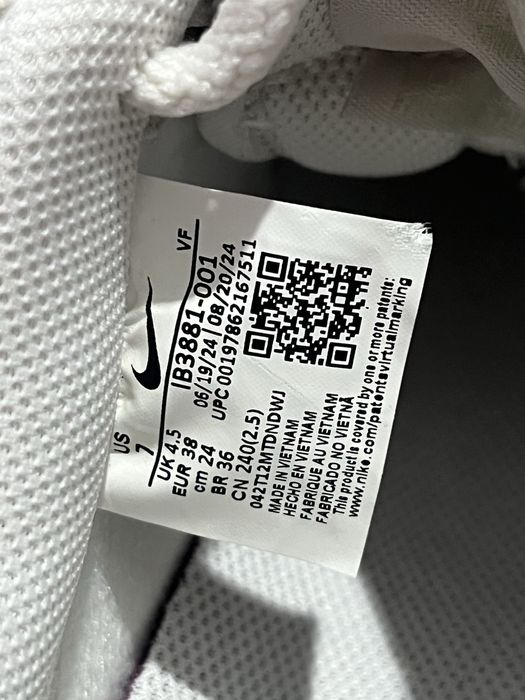 VF
IB3881-001
06/19/24 | 08/20/24
UPC 00197862167511
US
7
UK 4.5
EUR 38
cm 24
BR 36
CN 240(2.5)
042T12MTDNDWJ
MADE IN VIETNAM
HECHO EN VIETNAM
FABRIQUE AU VIETNAM
FABRICADO NO VIETNÃ
This product is covered by one or more patents:
www.nike.com/patentsvirtualmarking